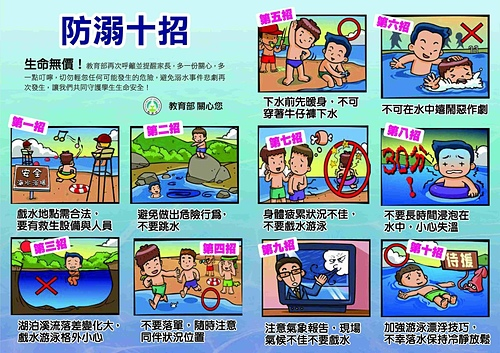 防溺十招
生命無價！教育部再次呼籲並提醒家長，多一份關心，多
一點叮嚀，切勿輕忽任何可能發生的危險，避免溺水事件悲劇再
次發生，讓我們共同守護學生生命安全！
教育部 關心您
第一招
安全
戲水地點需合法，
要有救生設備與人員
第二招
避免做出危險行為，
不要跳水
第三招
湖泊溪流落差變化大，
戲水游泳格外小心
第四招
不要落單，隨時注意
同伴狀況位置
第五招
下水前先暖身，不可
穿著牛仔褲下水
第六招
不可在水中嬉鬧惡作劇
第七招
身體疲累狀況不佳，
不要戲水游泳
第八招
30分！
不要長時間浸泡在
水中，小心失溫
第九招
注意氣象報告，現場
氣候不佳不要戲水
第十招
待援
加強游泳漂浮技巧，
不幸落水保持冷靜放鬆